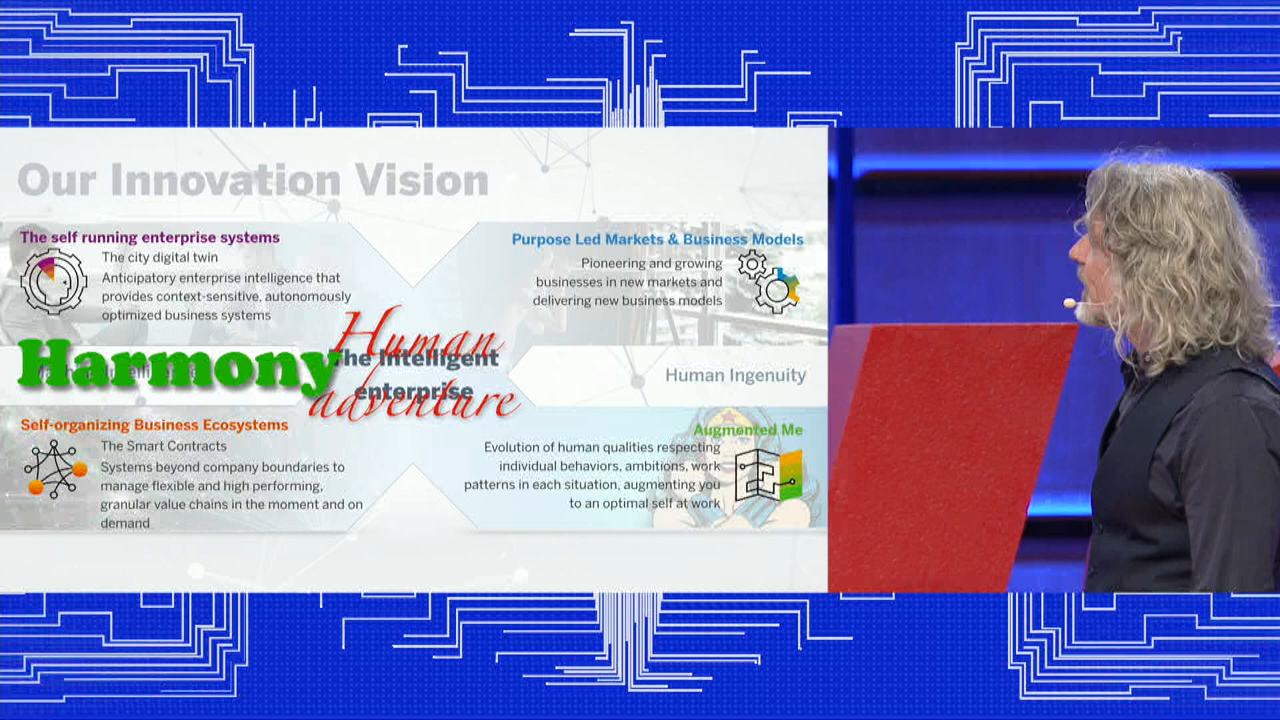 Our Innovation Vision
The self running enterprise systems
The city digital twin
Anticipatory enterprise intelligence that
provides context-sensitive, autonomously
optimized business systems
Purpose Led Markets & Business Models
Pioneering and growing
businesses in new markets and
delivering new business models
Harmony
Human
adventure
The Intelligent
enterprise
Human Ingenuity
Self-organizing Business Ecosystems
The Smart Contracts
Systems beyond company boundaries to
manage flexible and high performing,
granular value chains in the moment and on
demand
Augmented Me
Evolution of human qualities respecting
individual behaviors, ambitions, work
patterns in each situation, augmenting you
to an optimal self at work